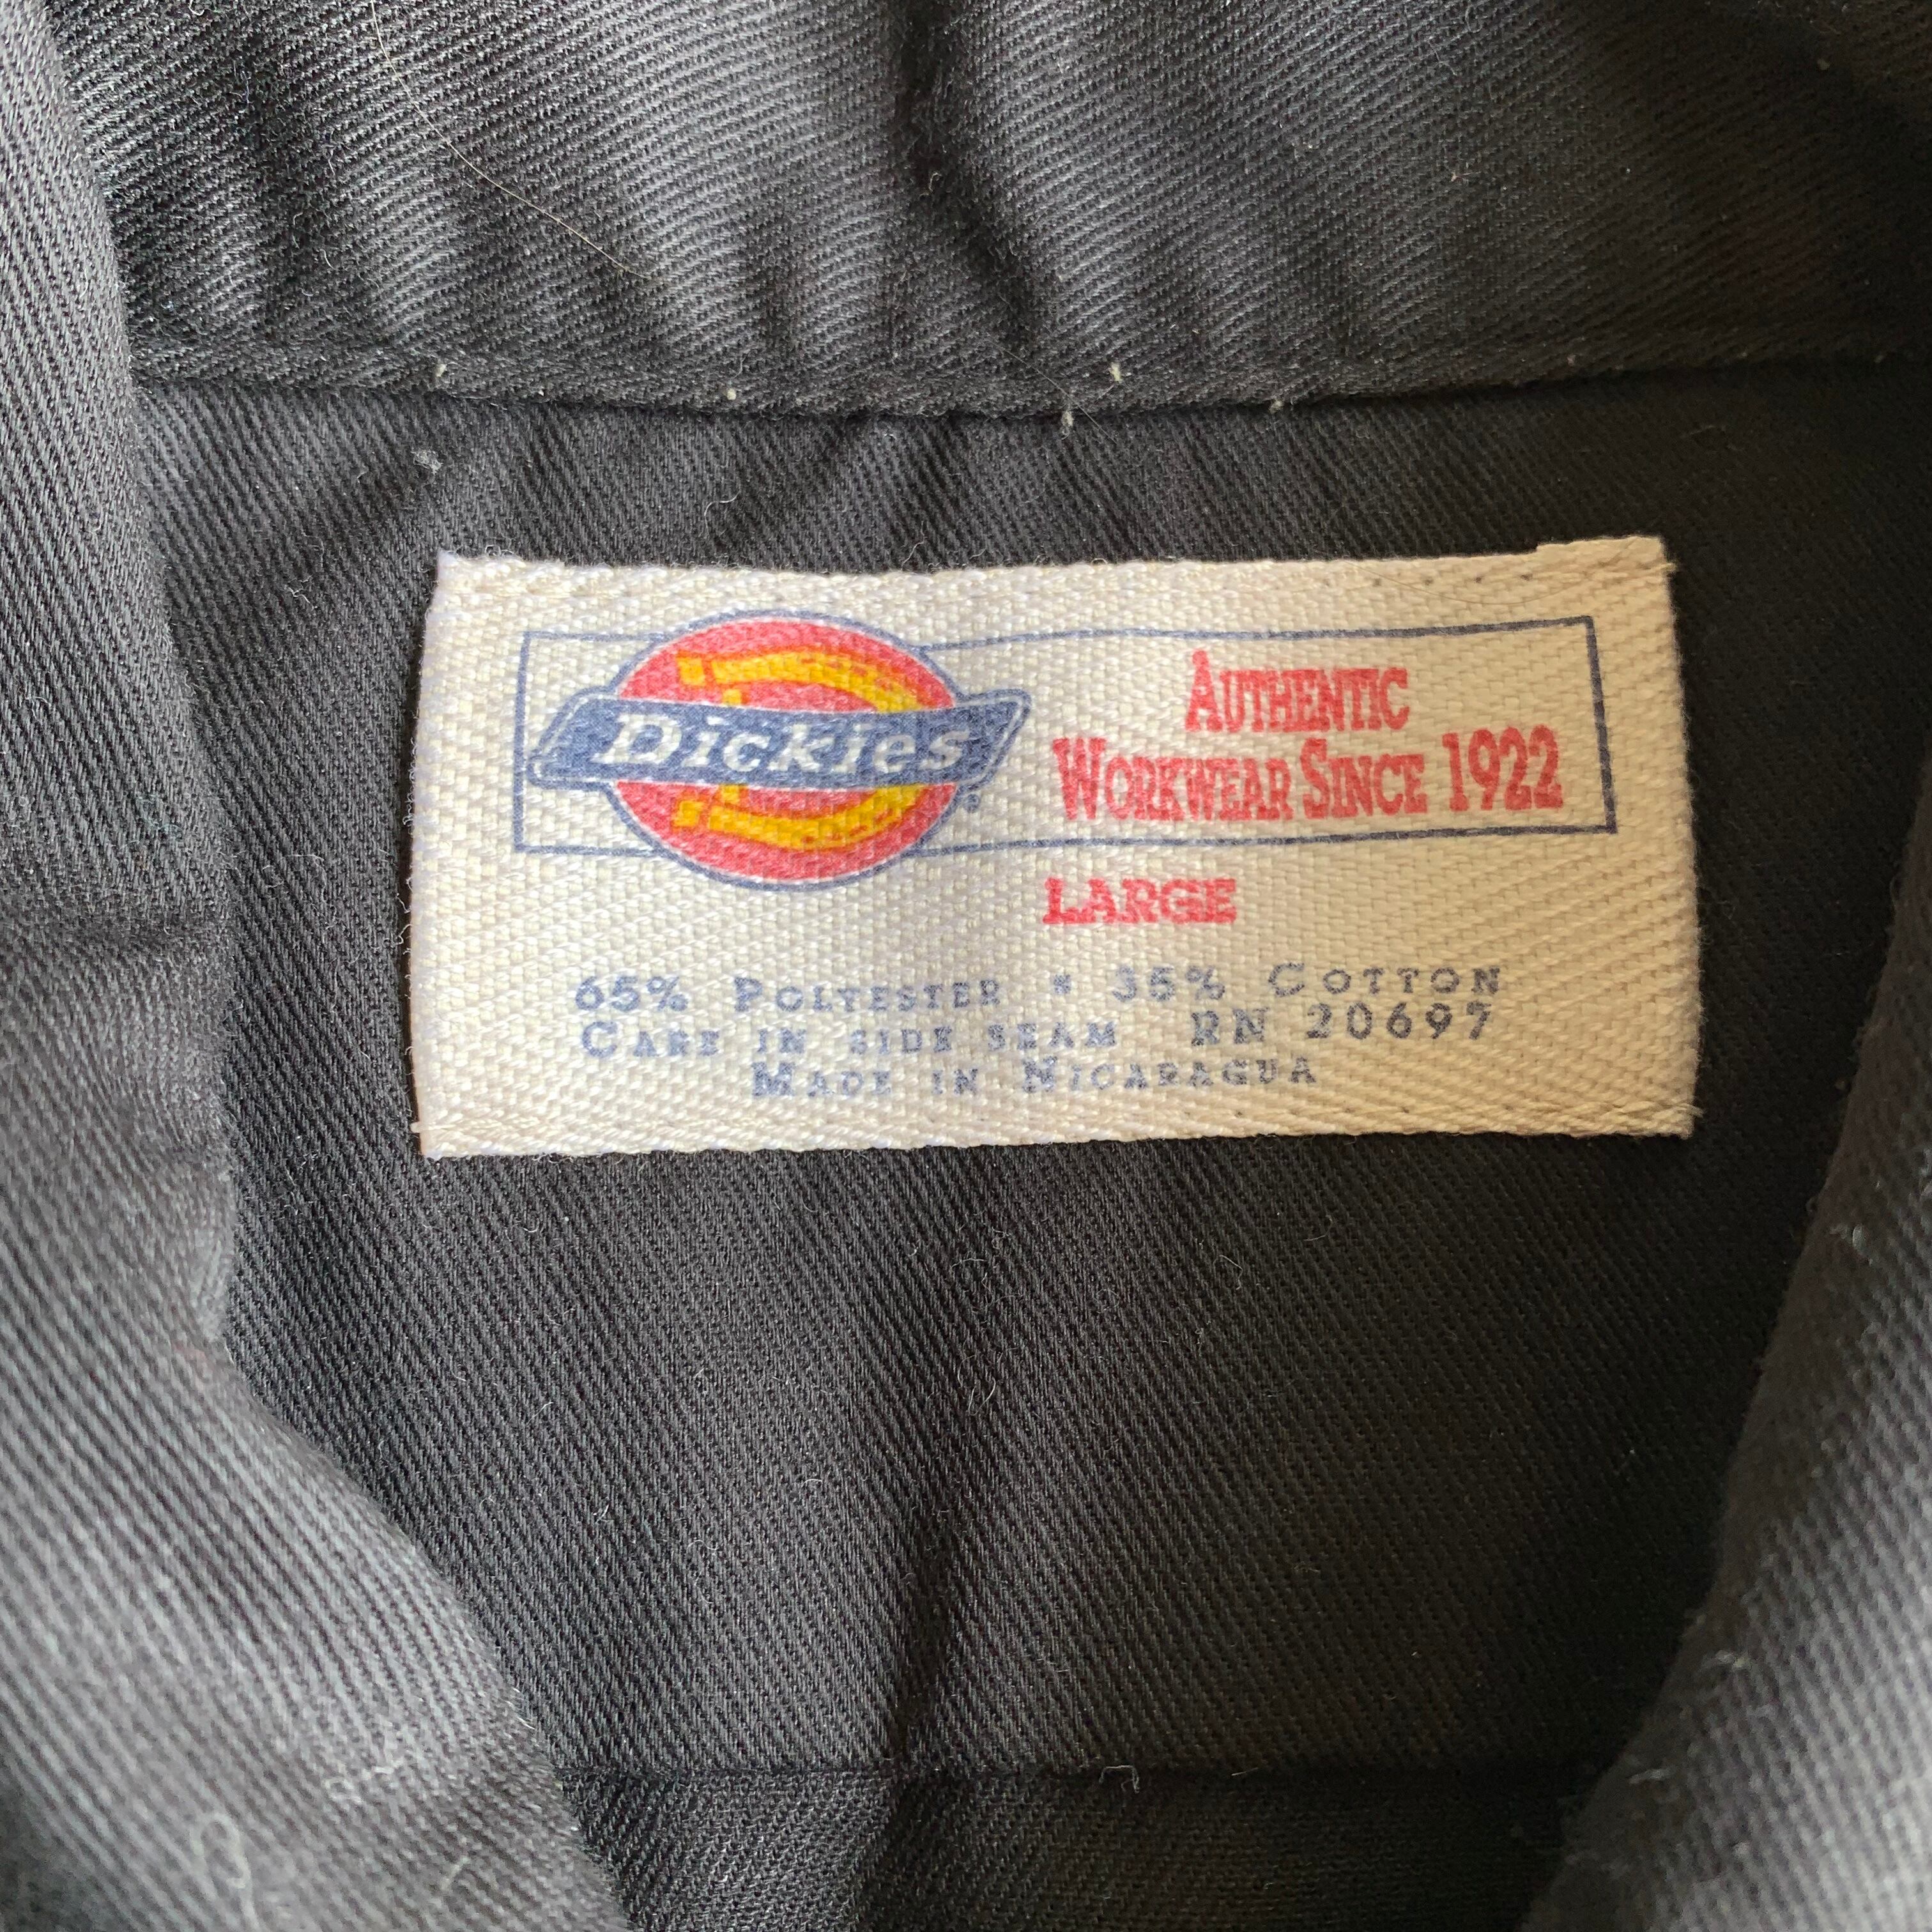 Dickies
AUTHENTIC
WORKWEAR SINCE 1922
LARGE
65% POLYESTER * 35% COTTON
CARE IN SIDE SEAM RN 20697
MADE IN NICARAGUA